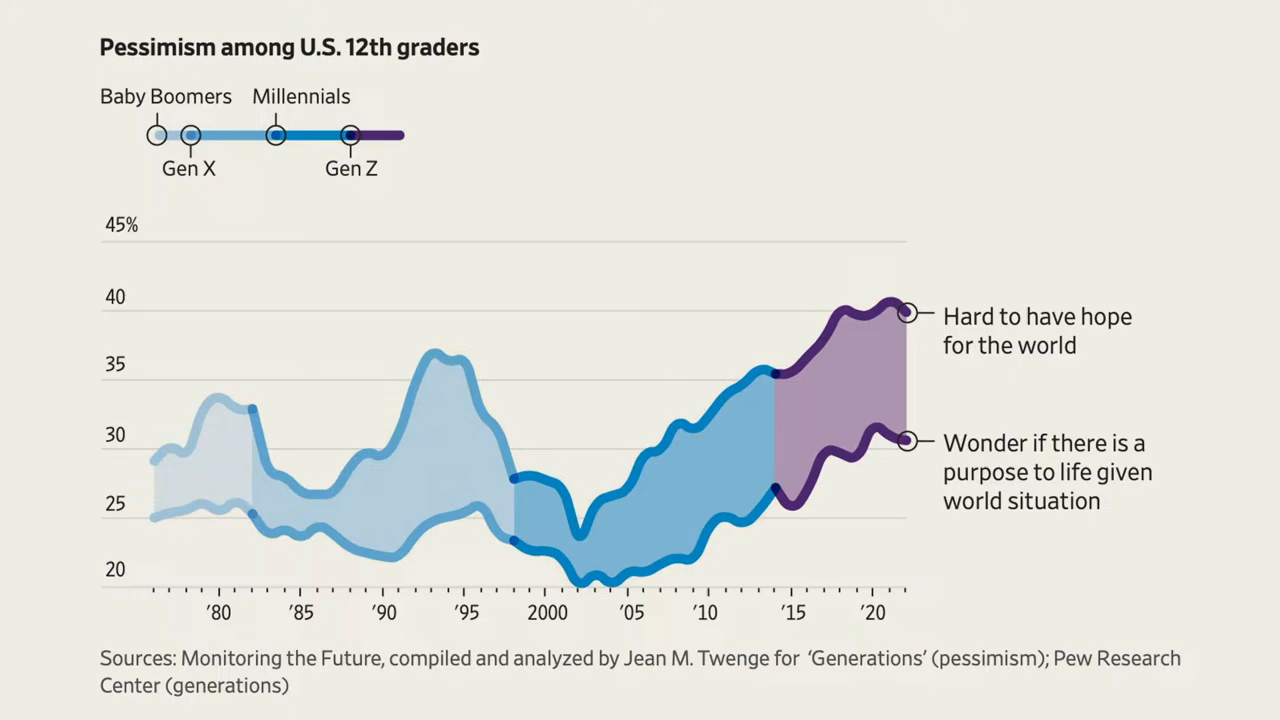 Pessimism among U.S. 12th graders
Baby Boomers Millennials
Gen X Gen Z
45%
40
35
30
25
20
Hard to have hope
for the world
Wonder if there is a
purpose to life given
world situation
’80 ’85 ’90 ’95 2000 ’05 ’10 ’15 ’20
Sources: Monitoring the Future, compiled and analyzed by Jean M. Twenge for ‘Generations’ (pessimism); Pew Research
Center (generations)